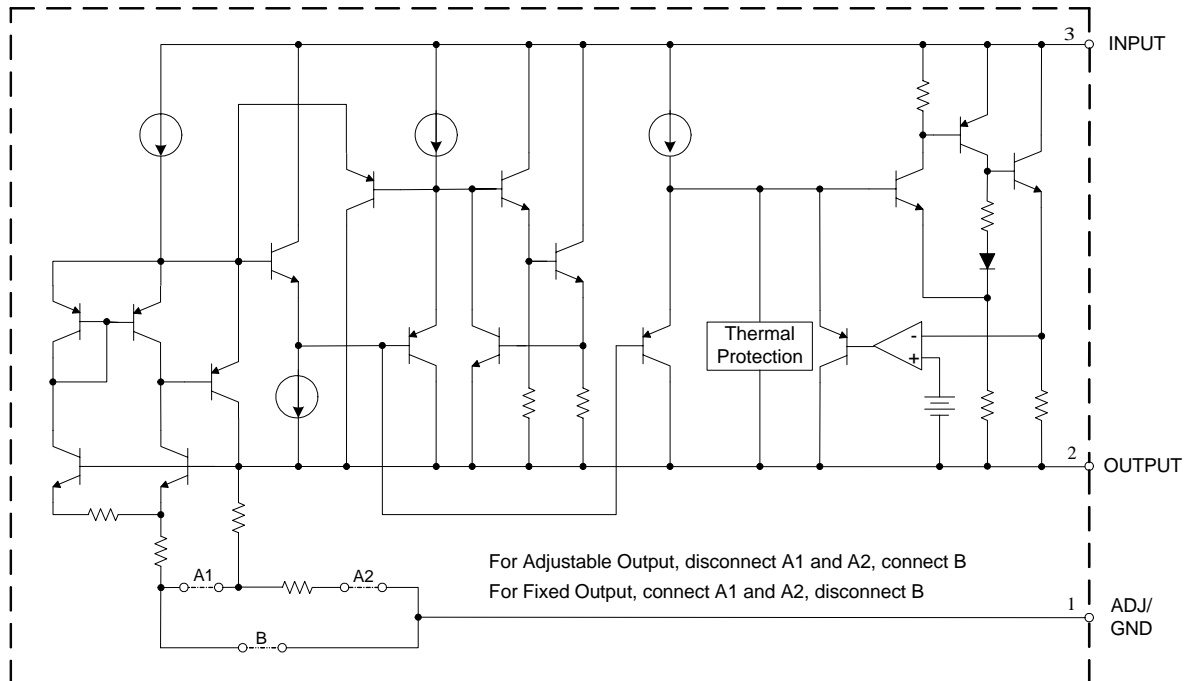 3
INPUT
Thermal
Protection
-
+
2
OUTPUT
For Adjustable Output, disconnect A1 and A2, connect B
For Fixed Output, connect A1 and A2, disconnect B
A1
A2
B
1
ADJ/
GND